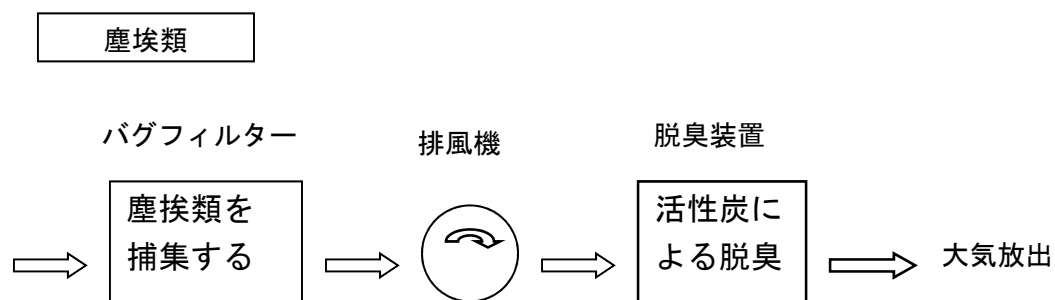 塵埃類
バグフィルター
排風機
脱臭装置
塵挨類を
捕集する
活性炭に
よる脱臭
大気放出